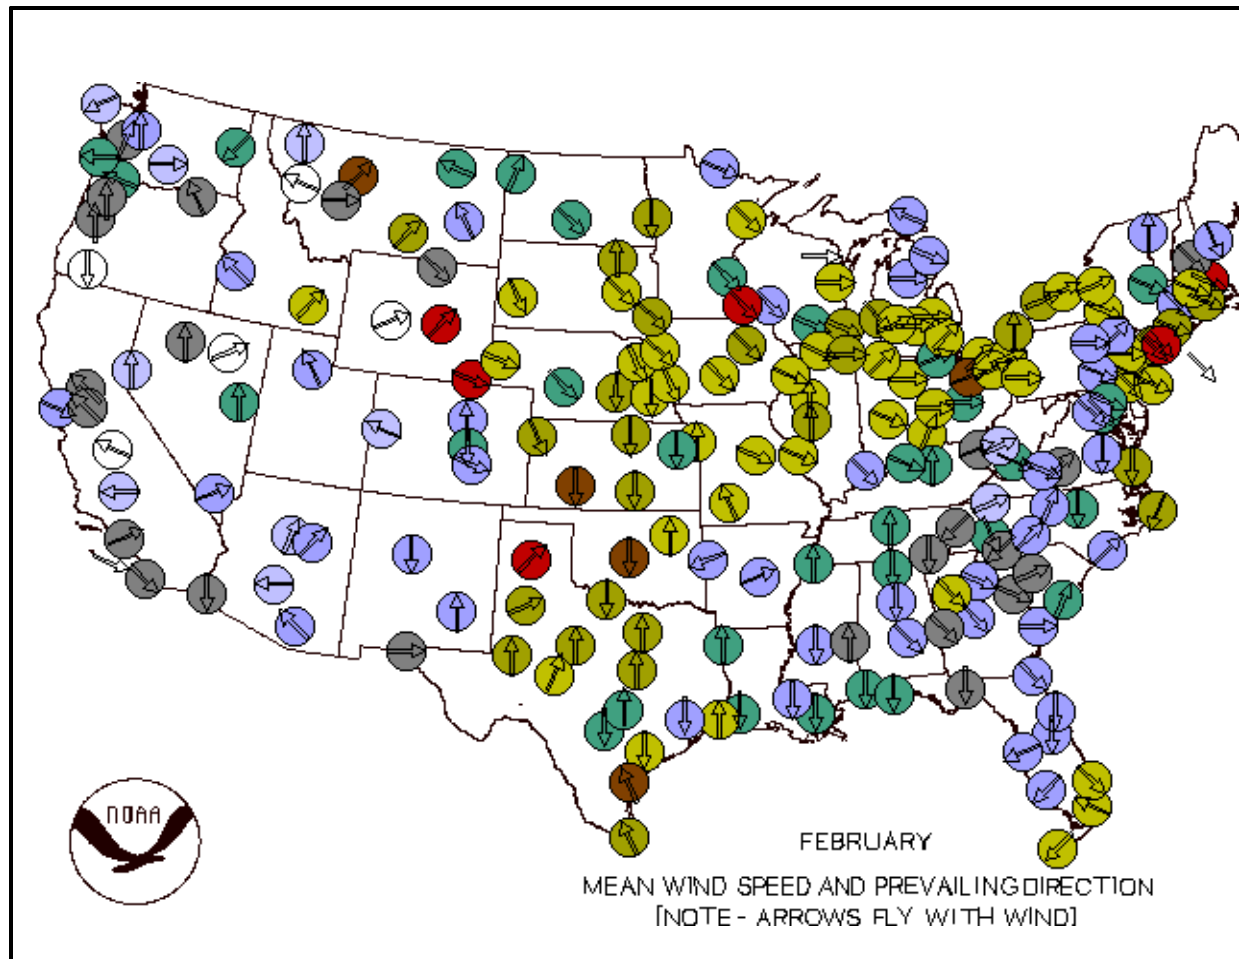 NOAA
FEBRUARY
MEAN WIND SPEED AND PREVAILING DIRECTION
[NOTE - ARROWS FLY WITH WIND]